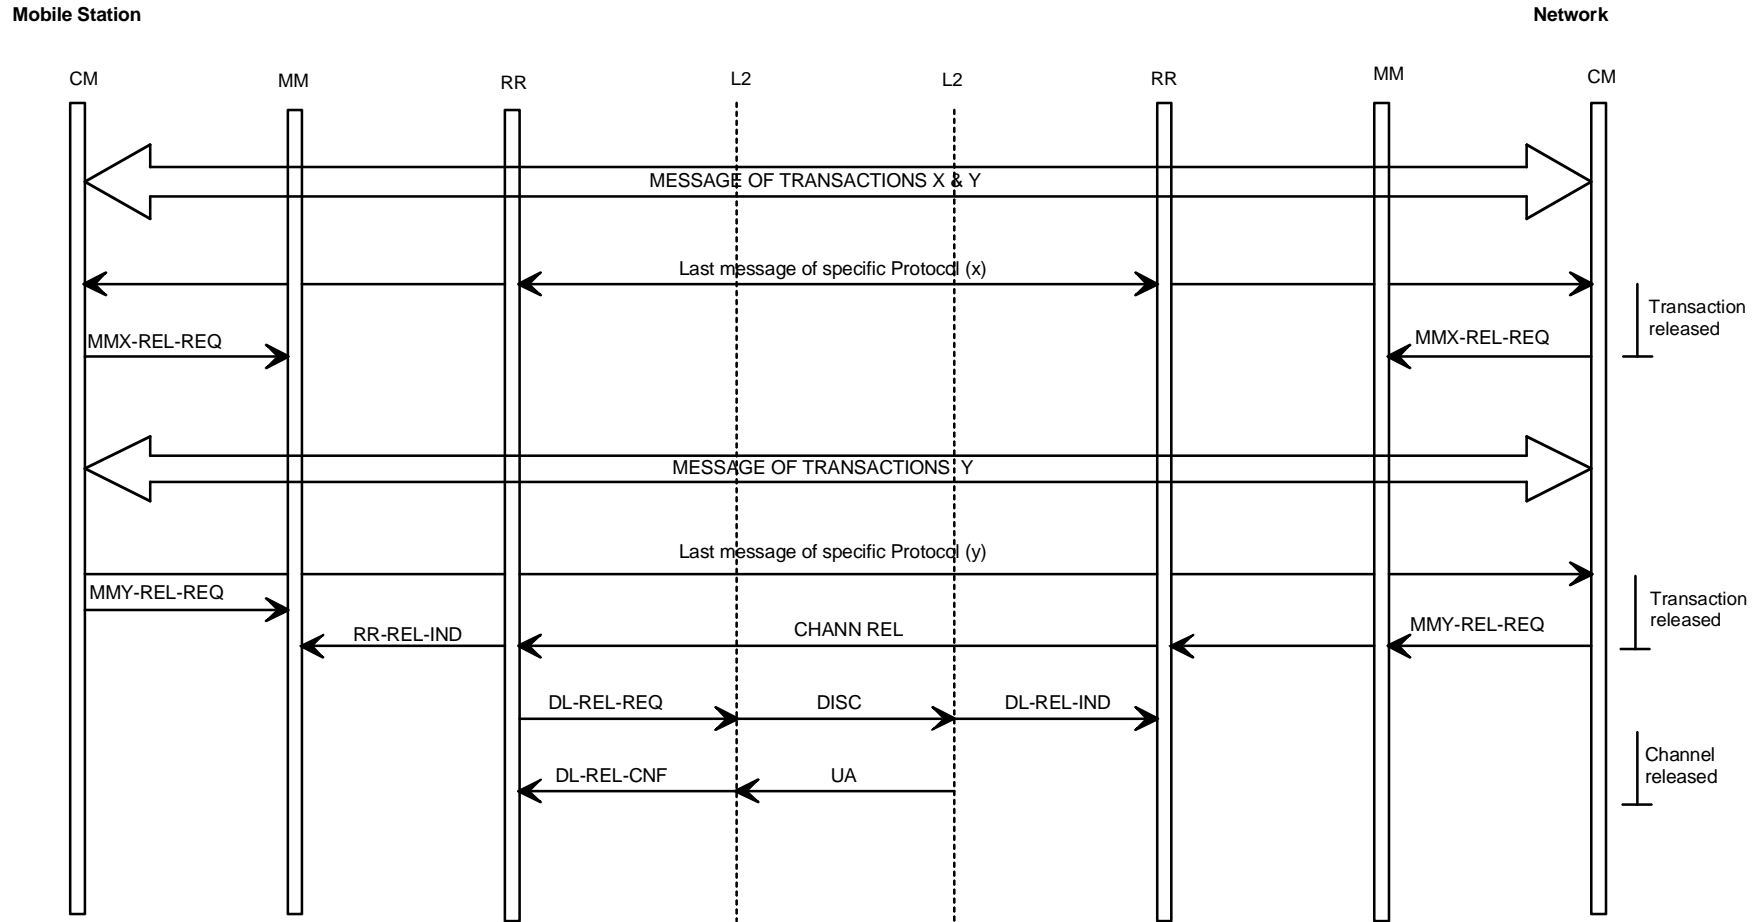 Mobile Station
Network
CM
MM
RR
L2
L2
RR
MM
CM
MESSAGE OF TRANSACTIONS X & Y
Last message of specific Protocol (x)
Transaction
released
MMX-REL-REQ
MMX-REL-REQ
MESSAGE OF TRANSACTIONS Y
Last message of specific Protocol (y)
MMY-REL-REQ
Transaction
released
RR-REL-IND
CHANN REL
MMY-REL-REQ
DL-REL-REQ
DISC
DL-REL-IND
Channel
released
DL-REL-CNF
UA